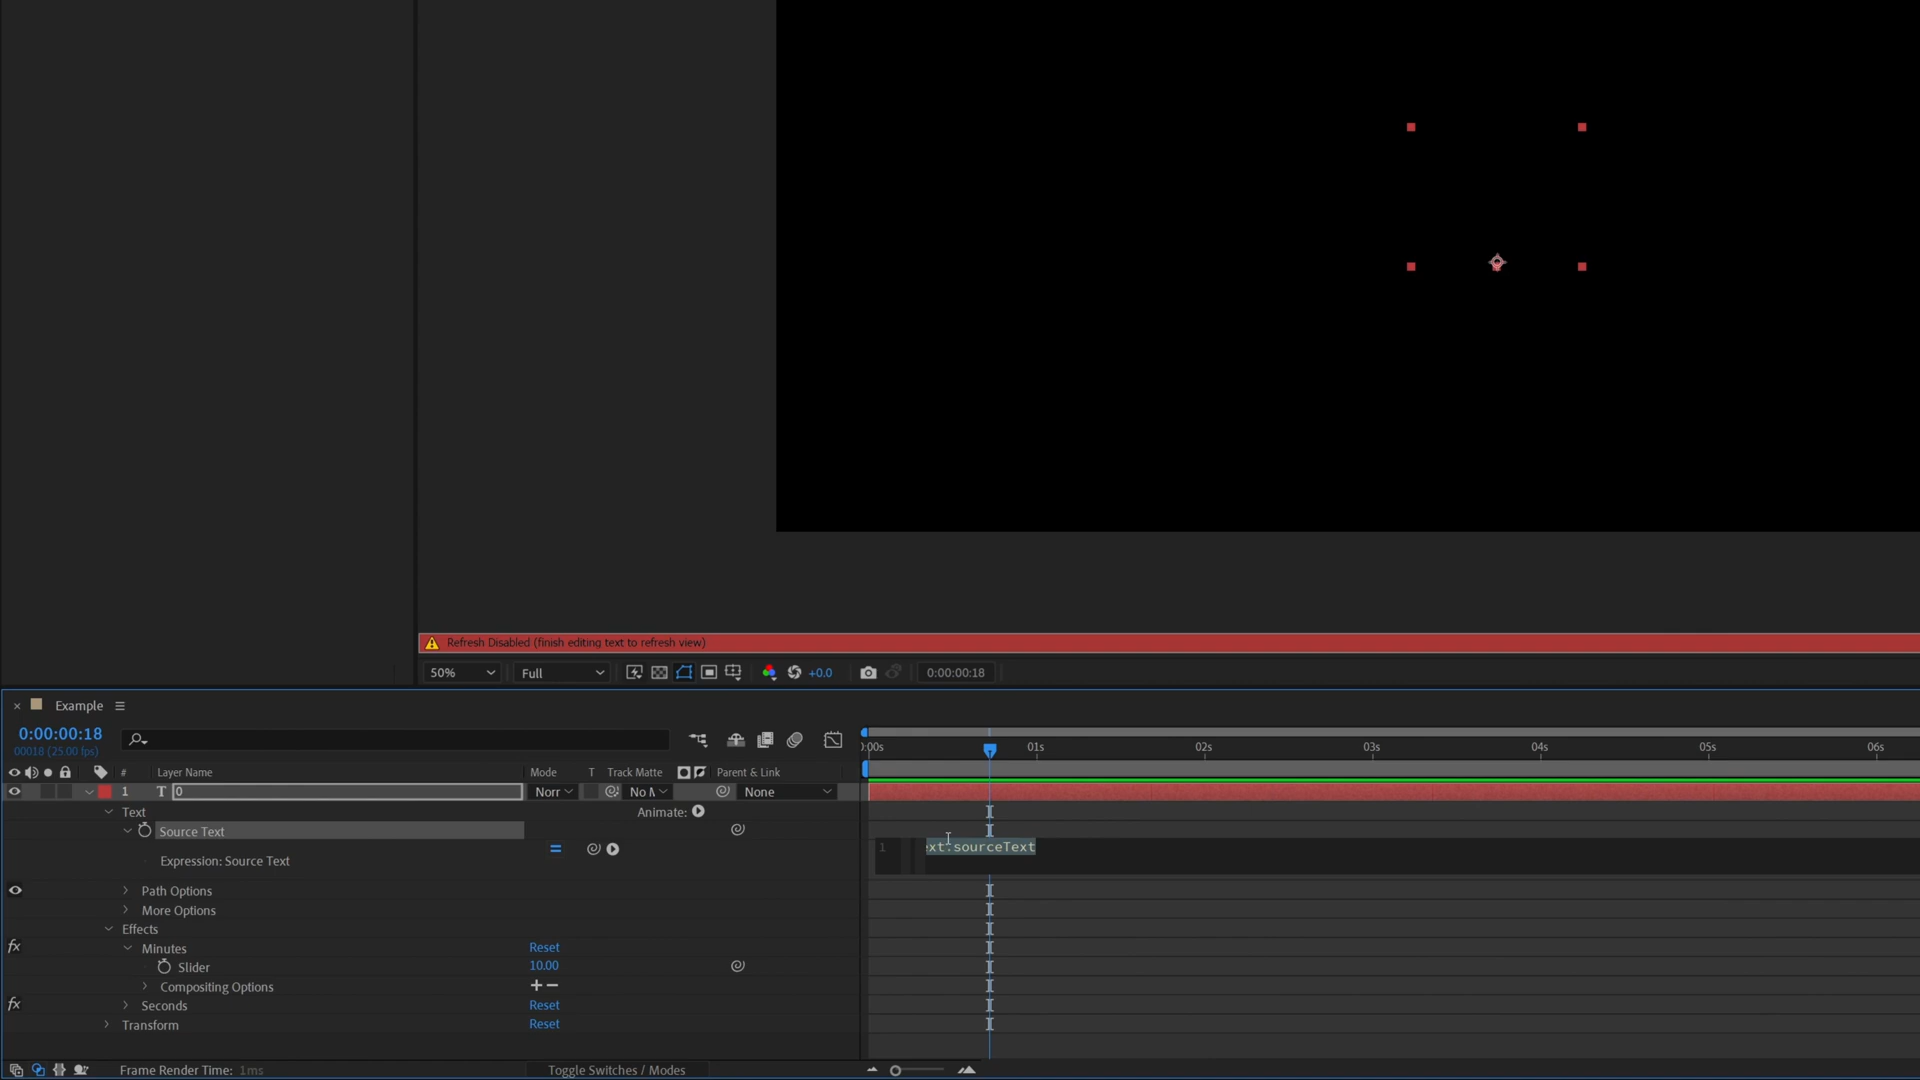 Refresh Disabled (finish editing text to refresh view)
50% Full +0.0 0:00:00:18
Example
0:00:00:18
00018 (25.00 fps)
:00s 01s 02s 03s 04s 05s 06s
# Layer Name Mode T Track Matte Parent & Link
1 T 0 Norr No M None
Text Animate:
Source Text
Expression: Source Text
1 ext.sourceText
Path Options
More Options
Effects
fx Minutes Reset
Slider 10.00
Compositing Options
fx Seconds Reset
Transform Reset
Frame Render Time: 1ms Toggle Switches / Modes